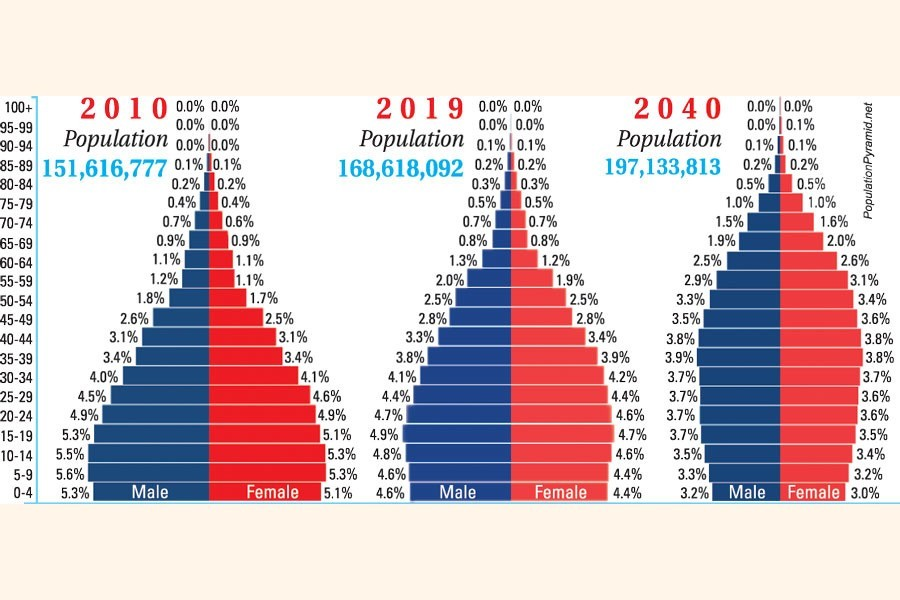 2010
Population
151,616,777
2019
Population
168,618,092
2040
Population
197,133,813
PopulationPyramid.net
100+ 0.0% 0.0% 0.0% 0.0% 0.0% 0.0%
95-99 0.0% 0.0% 0.0% 0.0% 0.0% 0.1%
90-94 0.0% 0.0% 0.1% 0.1% 0.1% 0.1%
85-89 0.1% 0.1% 0.2% 0.2% 0.2% 0.2%
80-84 0.2% 0.2% 0.3% 0.3% 0.5% 0.5%
75-79 0.4% 0.4% 0.5% 0.5% 1.0% 1.0%
70-74 0.7% 0.6% 0.7% 0.7% 1.5% 1.6%
65-69 0.9% 0.9% 0.8% 0.8% 1.9% 2.0%
60-64 1.1% 1.1% 1.3% 1.2% 2.5% 2.6%
55-59 1.2% 1.1% 2.0% 1.9% 2.9% 3.1%
50-54 1.8% 1.7% 2.5% 2.5% 3.3% 3.4%
45-49 2.6% 2.5% 2.8% 2.8% 3.5% 3.6%
40-44 3.1% 3.1% 3.3% 3.4% 3.8% 3.8%
35-39 3.4% 3.4% 3.8% 3.9% 3.9% 3.8%
30-34 4.0% 4.1% 4.1% 4.2% 3.7% 3.7%
25-29 4.5% 4.6% 4.4% 4.4% 3.7% 3.6%
20-24 4.9% 4.9% 4.7% 4.6% 3.7% 3.6%
15-19 5.3% 5.1% 4.9% 4.7% 3.7% 3.5%
10-14 5.5% 5.3% 4.8% 4.6% 3.5% 3.4%
5-9 5.6% 5.3% 4.6% 4.4% 3.3% 3.2%
0-4 5.3% Male Female 5.1% 4.6% Male Female 4.4% 3.2% Male Female 3.0%